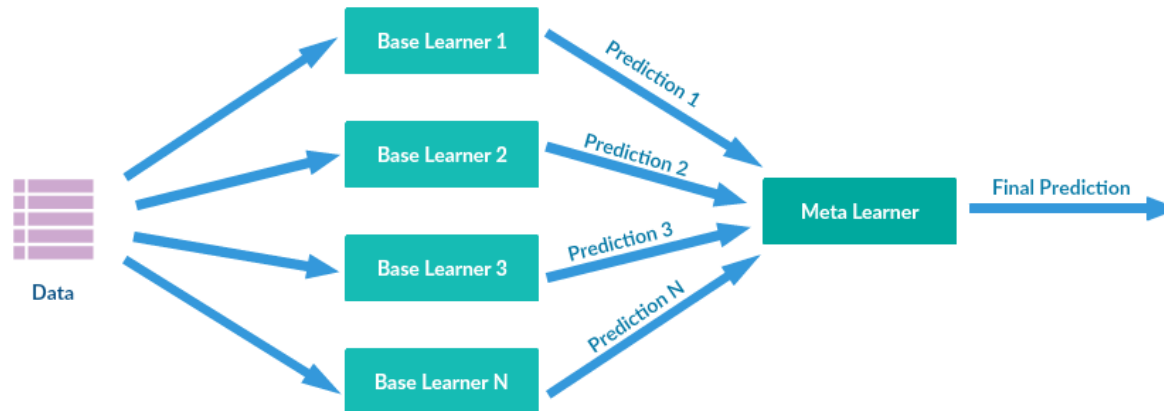 Base Learner 1
Prediction 1
Base Learner 2
Prediction 2
Data
Base Learner 3
Prediction 3
Base Learner N
Prediction N
Meta Learner
Final Prediction